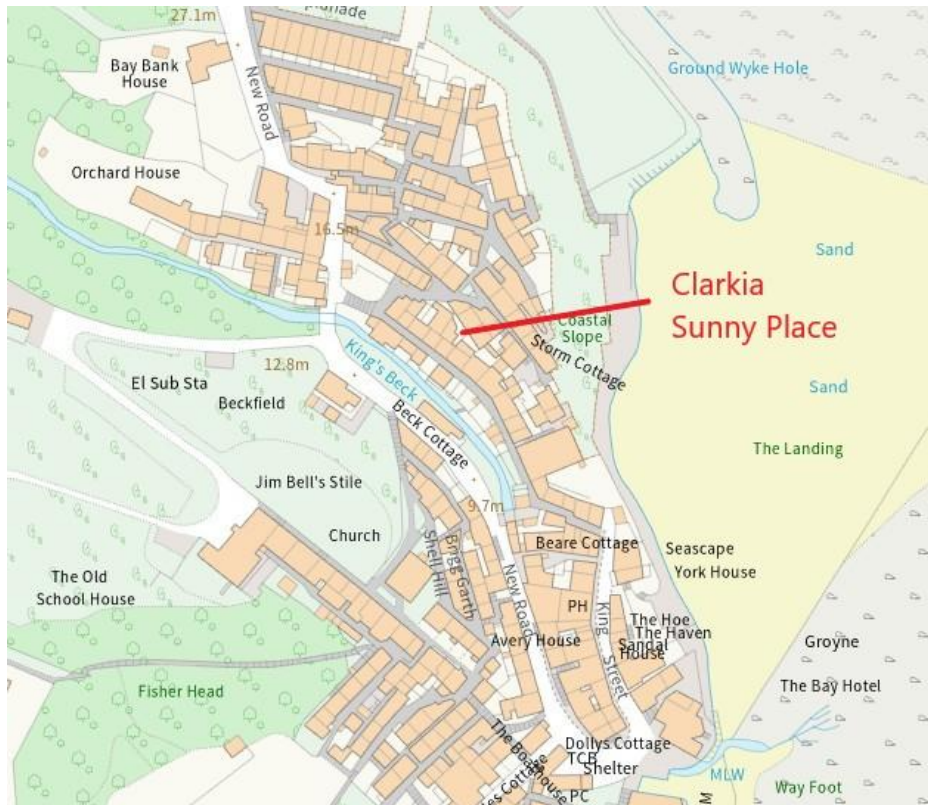 27.1m
Bay Bank
House
New Road
Ground Wyke Hole
Orchard House
16.5m
Sand
Clarkia
Sunny Place
Coastal
Slope
Storm Cottage
King's Beck
12.8m
El Sub Sta
Beckfield
Sand
Beck Cottage
The Landing
Jim Bell's Stile
9.7m
Church
Shell Hill
Brigg Garth
Beare Cottage
Seascape
York House
The Old
School House
New Road
PH
King Street
The Hoe
The Haven
Sandal
House
Avery House
Groyne
Fisher Head
The Bay Hotel
Dollys Cottage
TCB
Shelter
PC
MLW
Way Foot